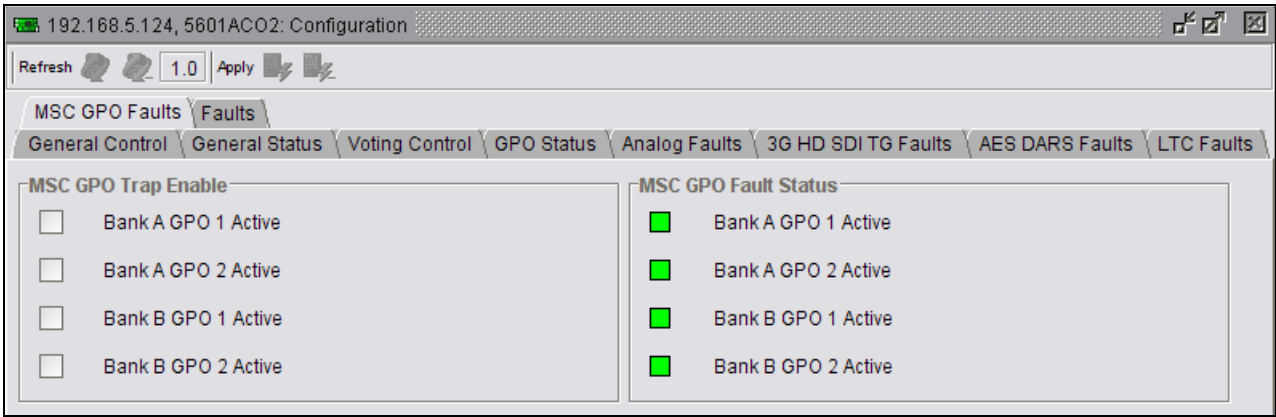 192.168.5.124, 5601ACO2: Configuration
Refresh 1.0 Apply
MSC GPO Faults Faults
General Control General Status Voting Control GPO Status Analog Faults 3G HD SDI TG Faults AES DARS Faults LTC Faults
MSC GPO Trap Enable MSC GPO Fault Status
Bank A GPO 1 Active Bank A GPO 1 Active
Bank A GPO 2 Active Bank A GPO 2 Active
Bank B GPO 1 Active Bank B GPO 1 Active
Bank B GPO 2 Active Bank B GPO 2 Active